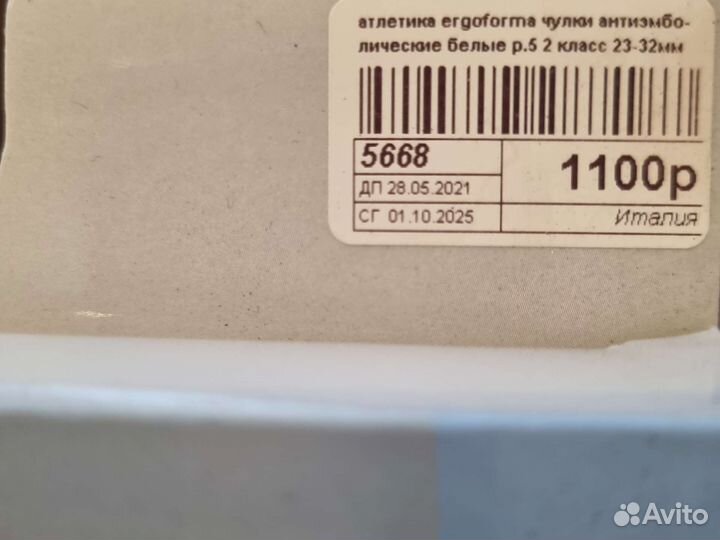 атлетика ergoforma чулки антиэмбо-
лические белые р.5 2 класс 23-32мм
5668
1100р
ДП 28.05.2021
СГ 01.10.2025
Италия
Avito